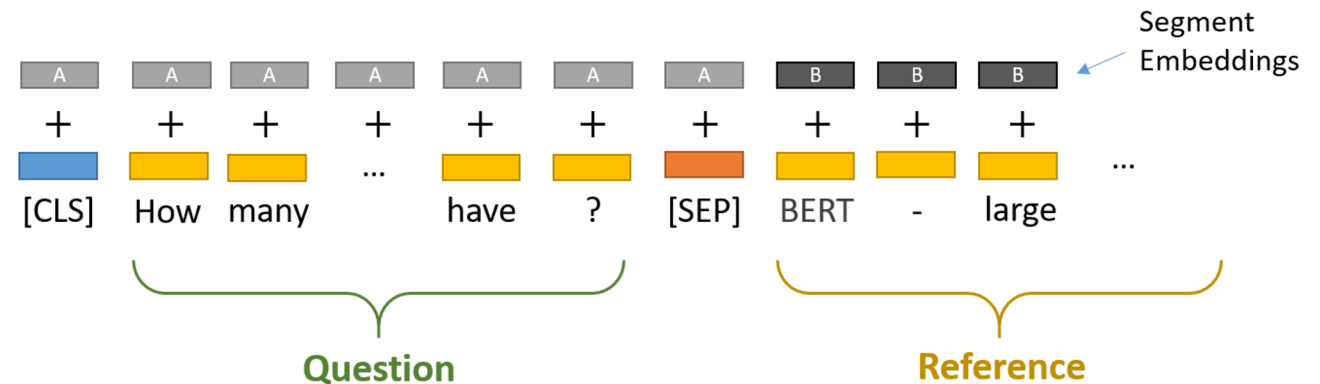 Segment
Embeddings
A A A A A A A B B B
+ + + + + + + + + +
... ...
[CLS] How many have ? [SEP] BERT - large
Question Reference